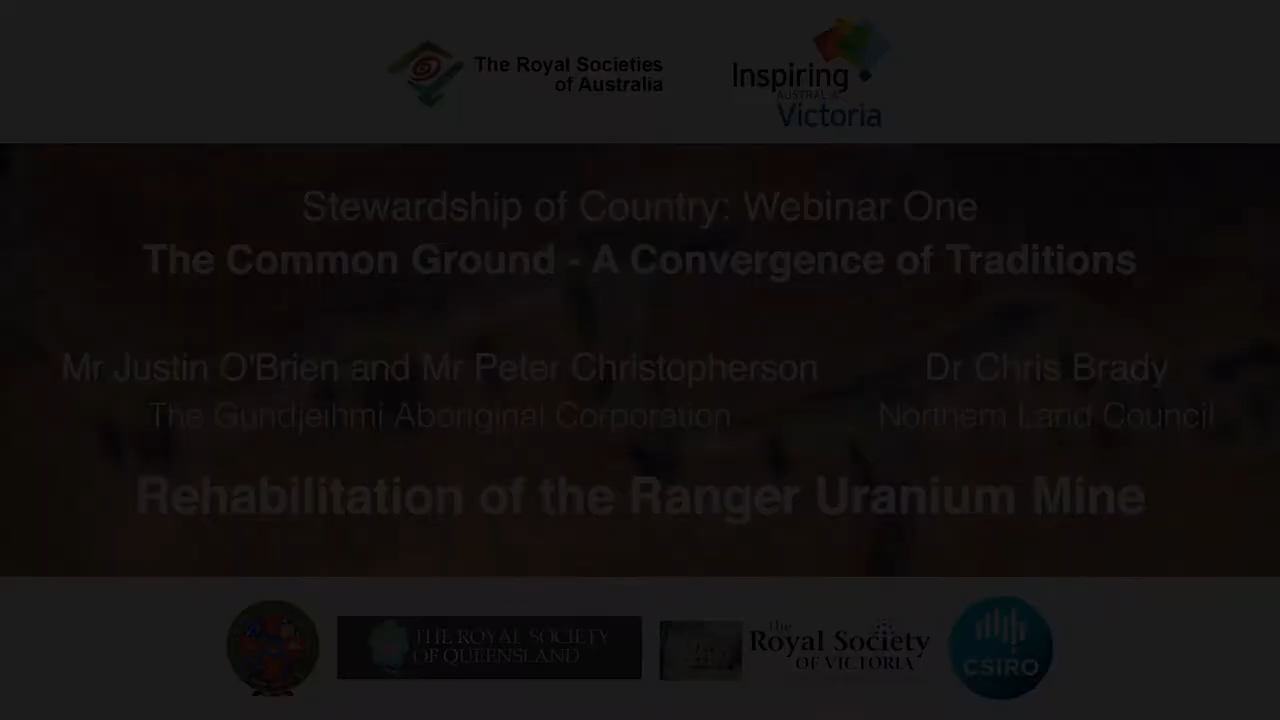 The Royal Societies
of Australia
Inspiring
AUSTRALIA
Victoria
Stewardship of Country: Webinar One
The Common Ground - A Convergence of Traditions
Mr Justin O'Brien and Mr Peter Christopherson
Dr Chris Brady
The Gundjeihmi Aboriginal Corporation
Northern Land Council
Rehabilitation of the Ranger Uranium Mine
THE ROYAL SOCIETY
OF QUEENSLAND
The
Royal Society
OF VICTORIA
CSIRO